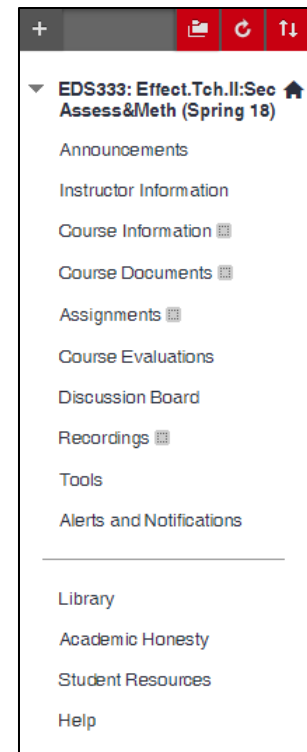 EDS333: Effect.Tch.II:Sec
Assess&Meth (Spring 18)
Announcements
Instructor Information
Course Information
Course Documents
Assignments
Course Evaluations
Discussion Board
Recordings
Tools
Alerts and Notifications
Library
Academic Honesty
Student Resources
Help